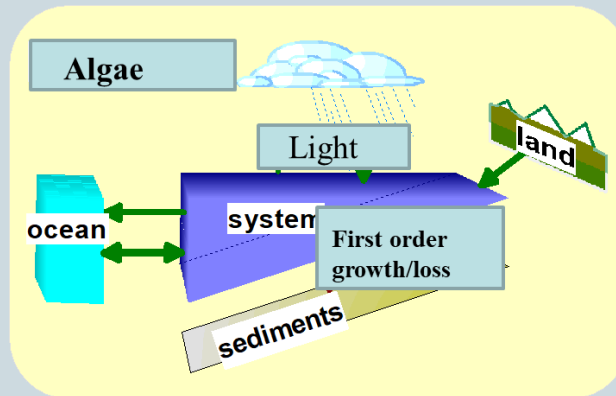 Algae
Light
land
system
ocean
First order
growth/loss
sediments